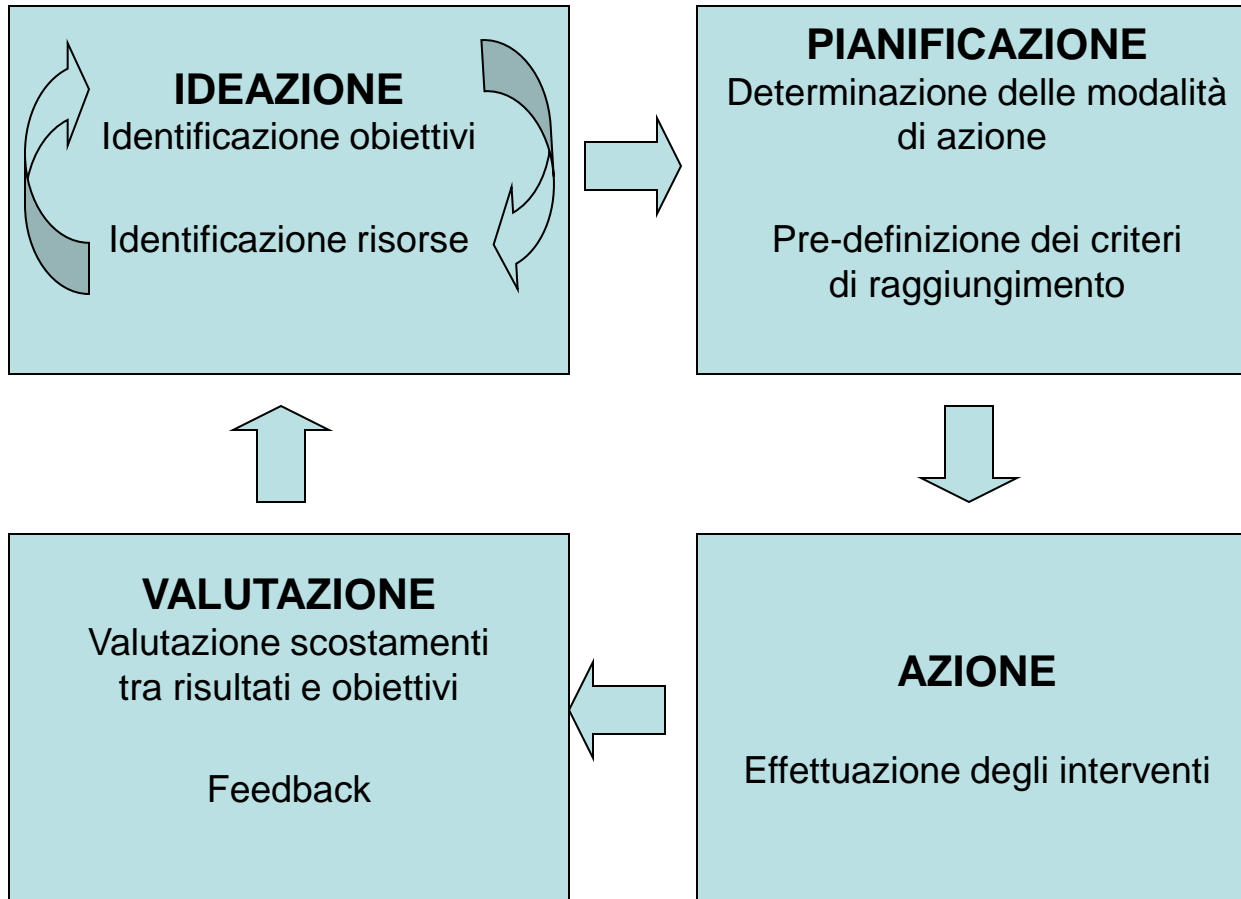 IDEAZIONE
Identificazione obiettivi
Identificazione risorse
PIANIFICAZIONE
Determinazione delle modalità
di azione
Pre-definizione dei criteri
di raggiungimento
VALUTAZIONE
Valutazione scostamenti
tra risultati e obiettivi
Feedback
AZIONE
Effettuazione degli interventi